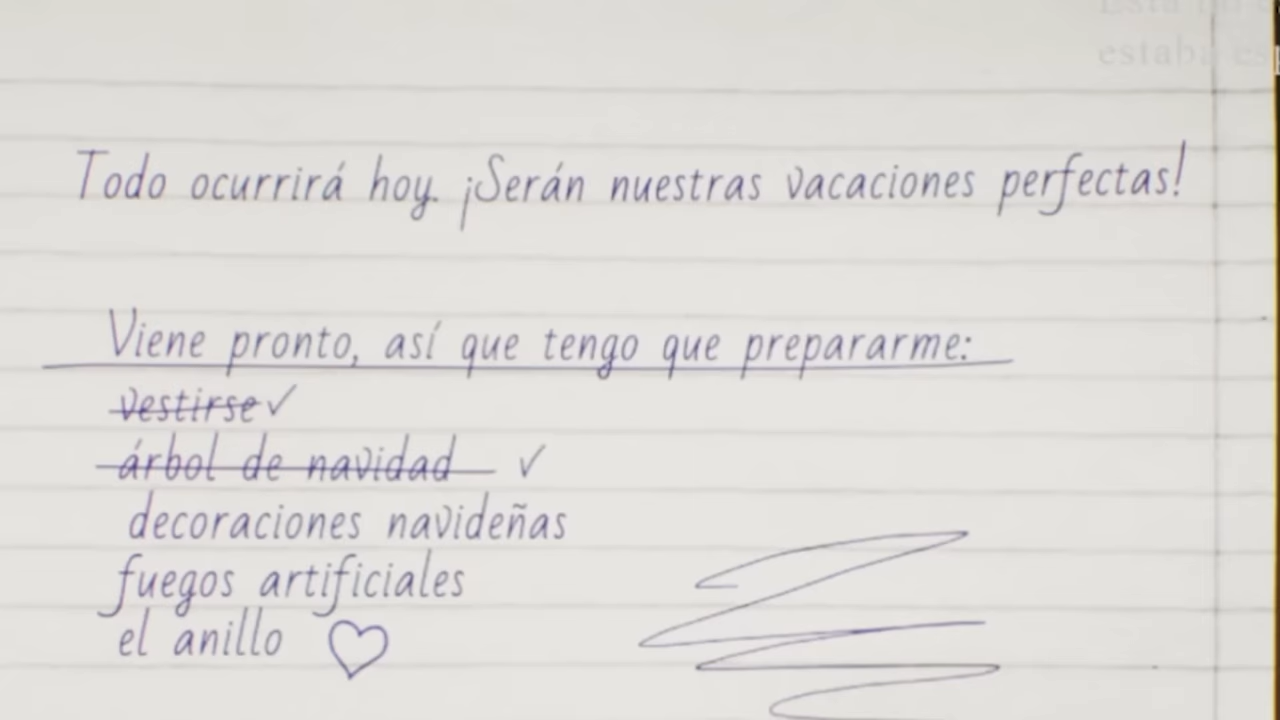 Todo ocurrirá hoy. ¡Serán nuestras vacaciones perfectas!
Viene pronto, así que tengo que prepararme:
vestirse ✓
árbol de navidad ✓
decoraciones navideñas
fuegos artificiales
el anillo